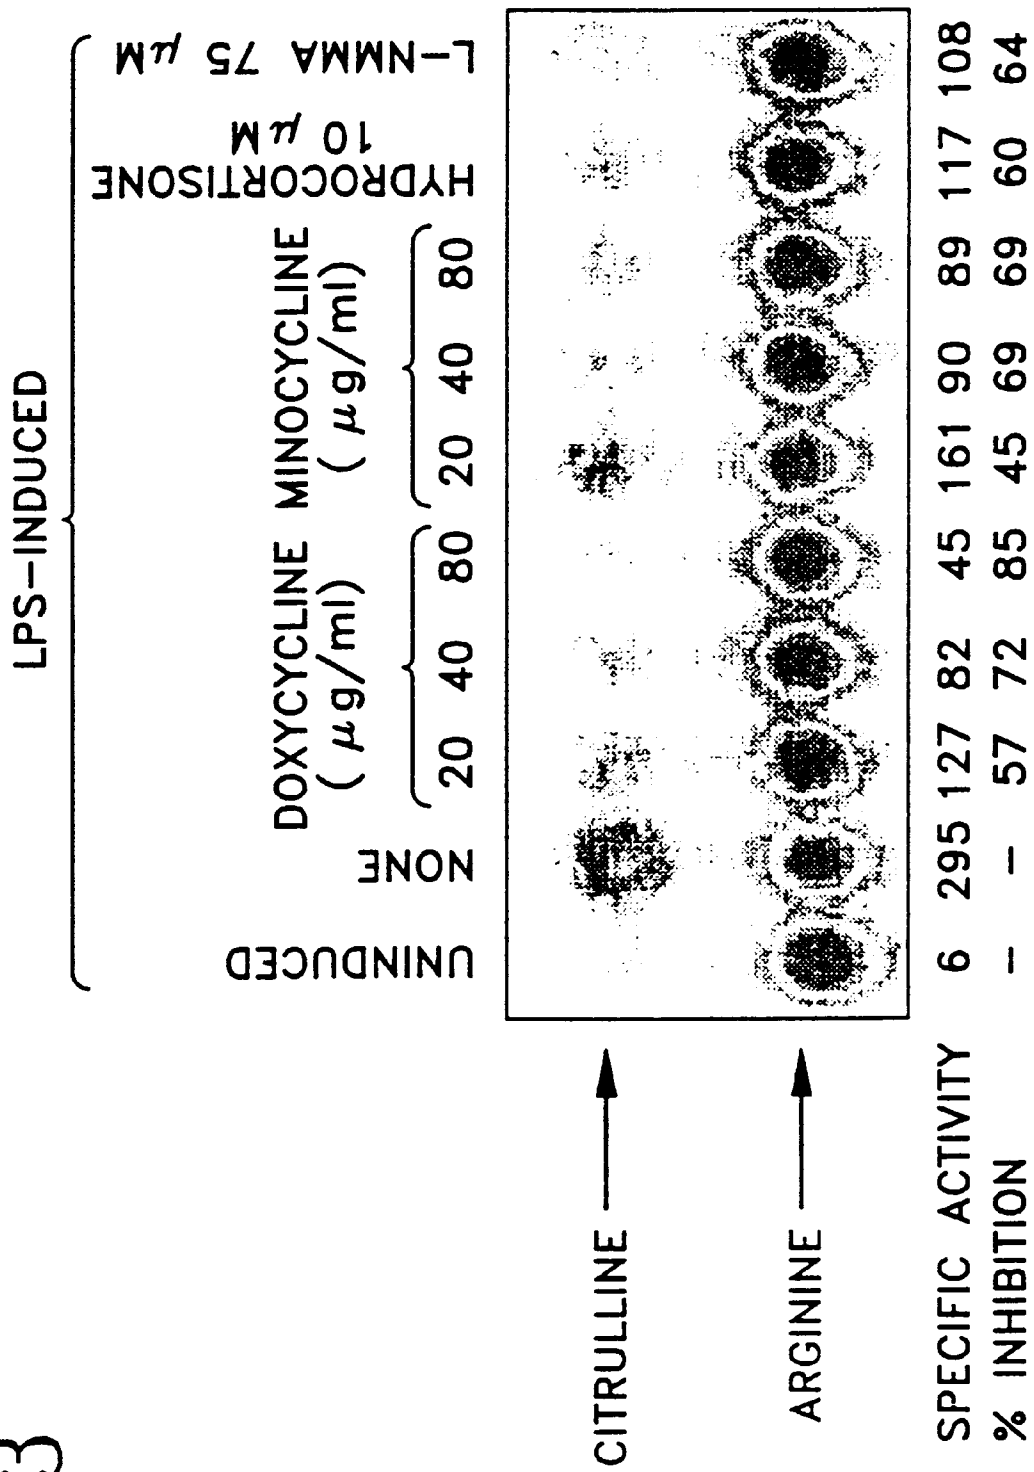 3
LPS-INDUCED
UNINDUCED
NONE
DOXYCYCLINE
( μg/ml)
20 40 80
MINOCYCLINE
( μg/ml)
20 40 80
HYDROCORTISONE
10 μM
L-NMMA 75 μM
CITRULLINE
ARGININE
SPECIFIC ACTIVITY 6 295 127 82 45 161 90 89 117 108
% INHIBITION – – 57 72 85 45 69 69 60 64